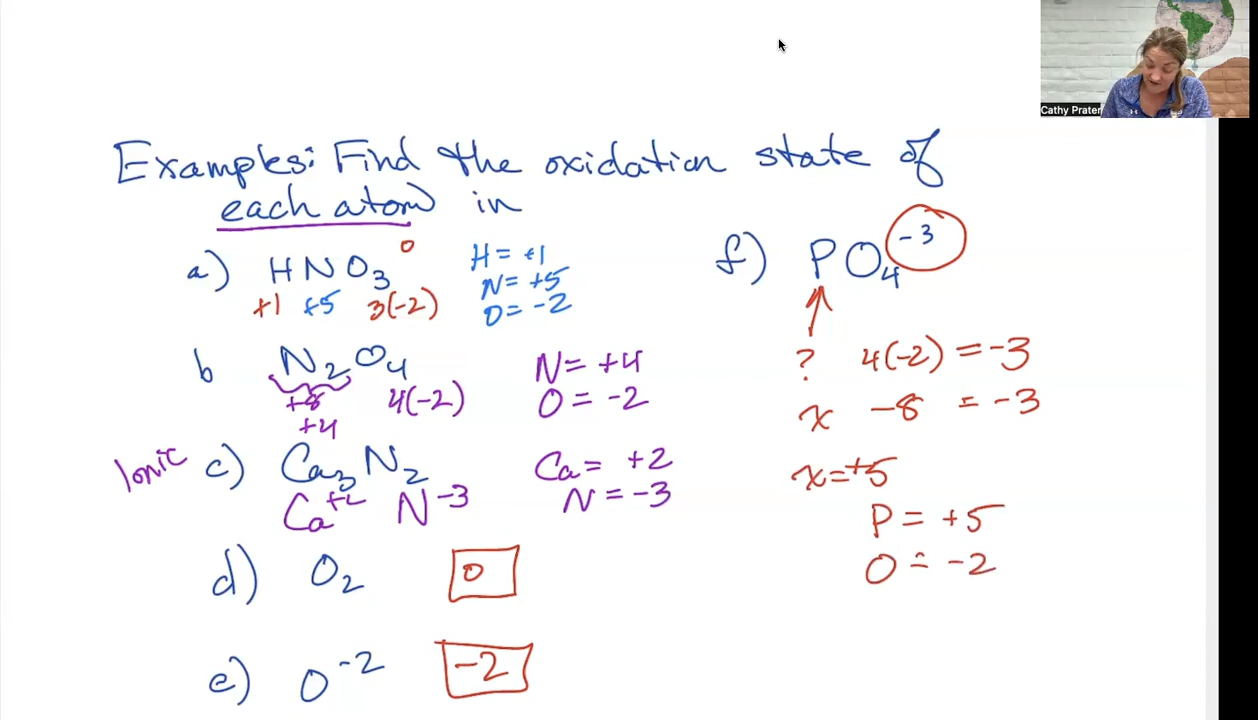 Cathy Prater
Examples: Find the oxidation state of
each atom in
a) HNO3 0
+1 +5 3(-2)
H = +1
N = +5
O = -2
b N2O4
+8 4(-2)
+4
N = +4
O = -2
Ionic c) Ca3N2
Ca+2 N-3
Ca = +2
N = -3
d) O2 0
e) O-2 -2
f) PO4 -3
? 4(-2) = -3
x -8 = -3
x = +5
P = +5
O = -2